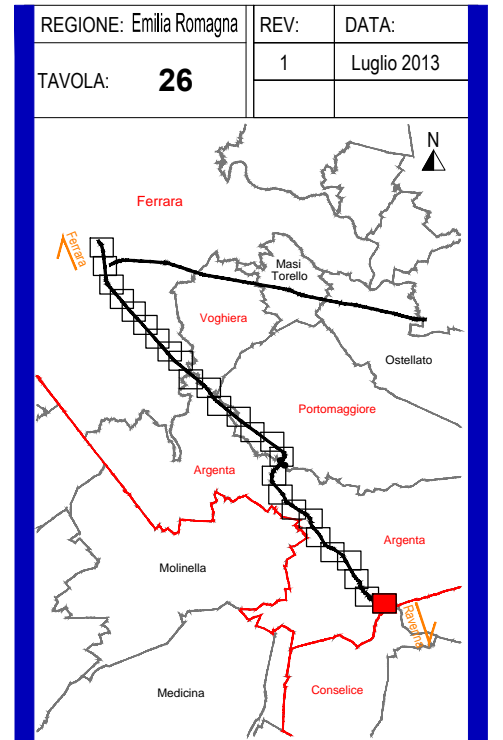 REGIONE: Emilia Romagna
REV:
DATA:
TAVOLA: 26
1
Luglio 2013
N
Ferrara
Ferrara
Masi
Torello
Voghiera
Ostellato
Portomaggiore
Argenta
Argenta
Molinella
Ravenna
Medicina
Conselice